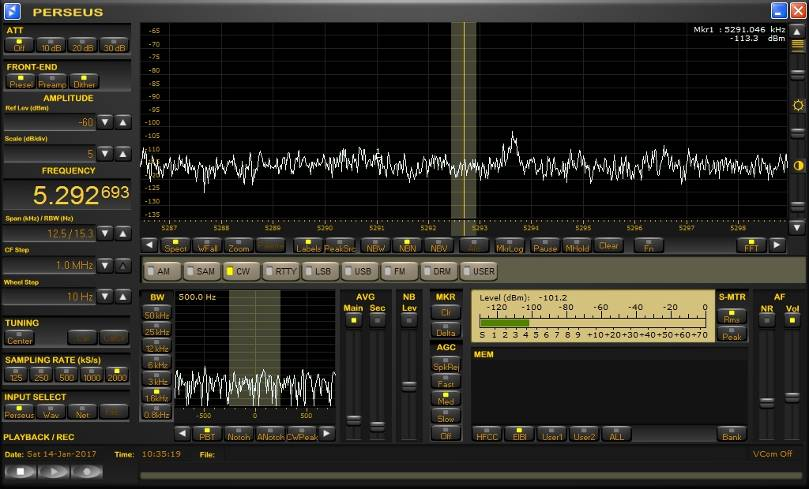 PERSEUS
ATT
Off 10 dB 20 dB 30 dB
FRONT-END
Presel Preamp Dither
AMPLITUDE
Ref Lev (dBm)
-60
Scale (dB/div)
5
FREQUENCY
5.292693
Span (kHz) / RBW (Hz)
12.5 / 15.3
CF Step
1.0 MHz
Wheel Step
10 Hz
TUNING
Center
SAMPLING RATE (kS/s)
125 250 500 1000 2000
INPUT SELECT
Perseus Wav Net
PLAYBACK / REC
Date: Sat 14-Jan-2017 Time: 10:35:19 File:
VCom Off
Mkr1 : 5291.046 kHz
-113.3 dBm
-65
-70
-75
-80
-85
-90
-95
-100
-105
-110
-115
-120
-125
-130
-135
5287 5288 5289 5290 5291 5292 5293 5294 5295 5296 5297 5298
Spect WFall Zoom Labels PeakSrc NBW NBN NBV MkrLog Pause MHold Clear Fn FFT
AM SAM CW RTTY LSB USB FM DRM USER
BW
50kHz
25kHz
12kHz
6kHz
3kHz
1.6kHz
0.8kHz
500.0 Hz
-500 0 500
PBT Notch ANotch CWPeak
AVG
Main Sec
NB
Lev
MKR
Clr
Delta
AGC
SpkRej
Fast
Med
Slow
Off
Level (dBm): -101.2
-120 -100 -80 -60 -40 -20 0
S 1 2 3 4 5 6 7 8 9 +10 +20+30+40+50+60+70
S-MTR
Rms
Peak
AF
NR Vol
MEM
HFCC EIBI User1 User2 ALL Bank